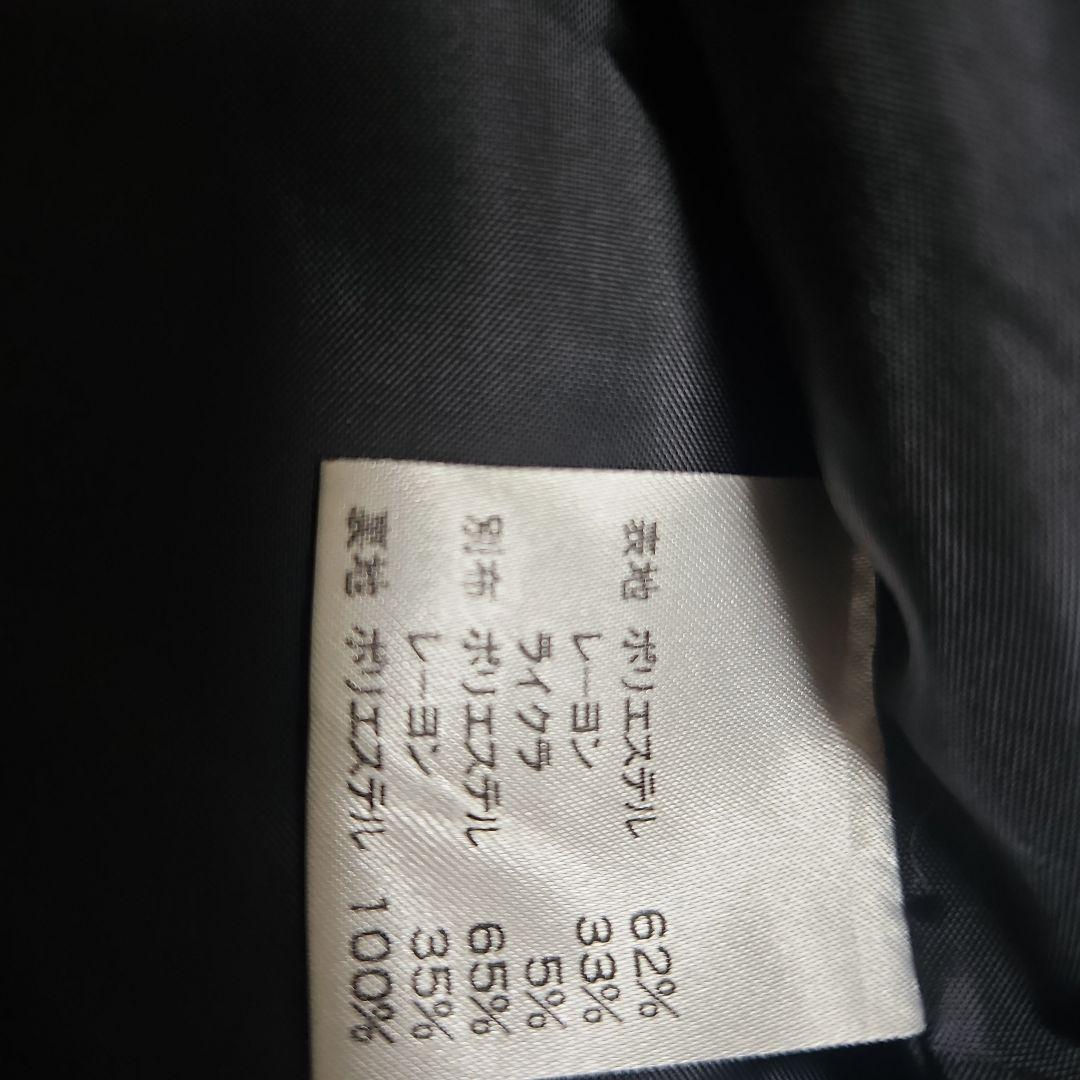 表地 ポリエステル 62%
レーヨン 33%
ライクラ 5%
別布 ポリエステル 65%
レーヨン 35%
裏地 ポリエステル 100%